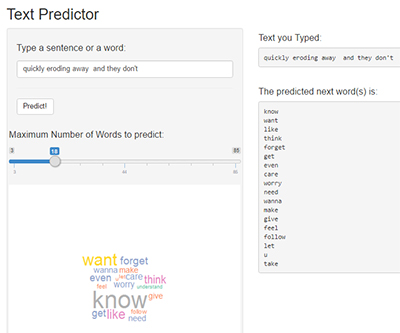 Text Predictor
Type a sentence or a word:
quickly eroding away  and they don't
Predict!
Maximum Number of Words to predict:
3
18
85
want forget
wanna make
even care think
feel worry understand
know give
follow
get like need
Text you Typed:
quickly eroding away  and they don't
The predicted next word(s) is:
know
want
like
think
forget
get
even
care
worry
need
wanna
make
give
feel
follow
let
u
take